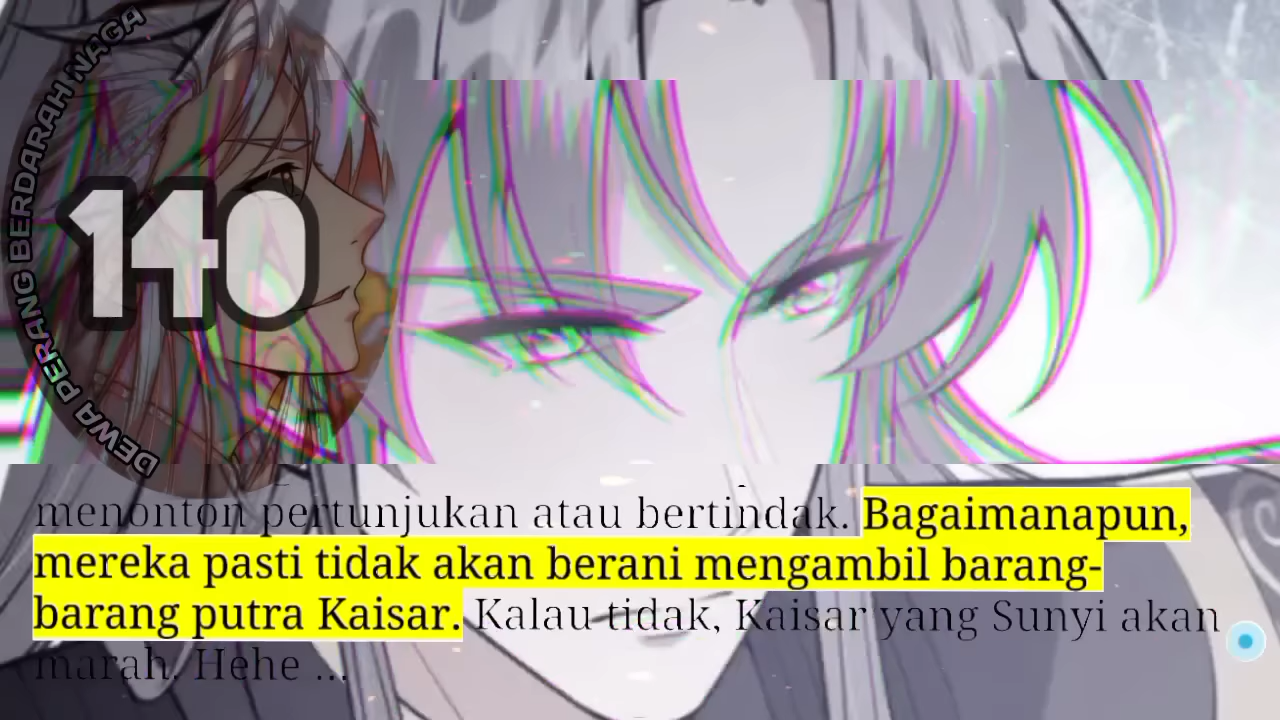 DEWA PERANG BERDARAH NAGA
140
menonton pertunjukan atau bertindak. Bagaimanapun,
mereka pasti tidak akan berani mengambil barang-
barang putra Kaisar. Kalau tidak, Kaisar yang Sunyi akan
marah. Hehe ...